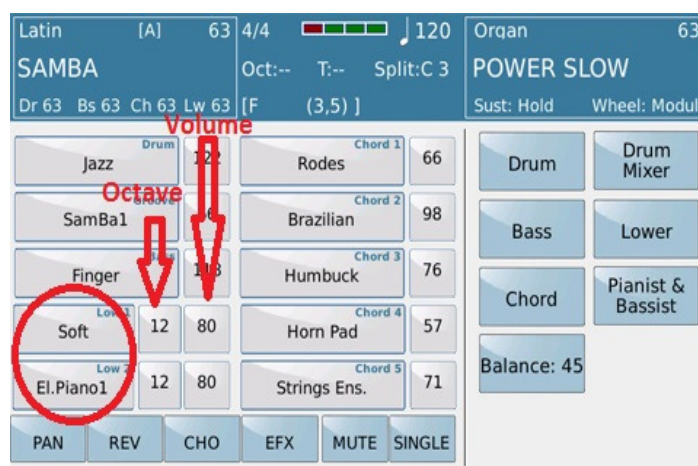 Latin [A] 63
SAMBA
Dr 63 Bs 63 Ch 63 Lw 63
4/4 120
Oct:-- T:-- Split:C 3
[F (3,5) ]
Organ 63
POWER SLOW
Sust: Hold Wheel: Modul
Volume
Octave
Drum
Jazz
Groove
SamBa1
Bass
Finger
Low 1
Soft 12 80
Low 2
El.Piano1 12 80
Chord 1
Rodes 66
Chord 2
Brazilian 98
Chord 3
Humbuck 76
Chord 4
Horn Pad 57
Chord 5
Strings Ens. 71
Drum
Drum
Mixer
Bass
Lower
Chord
Pianist &
Bassist
Balance: 45
PAN REV CHO EFX MUTE SINGLE